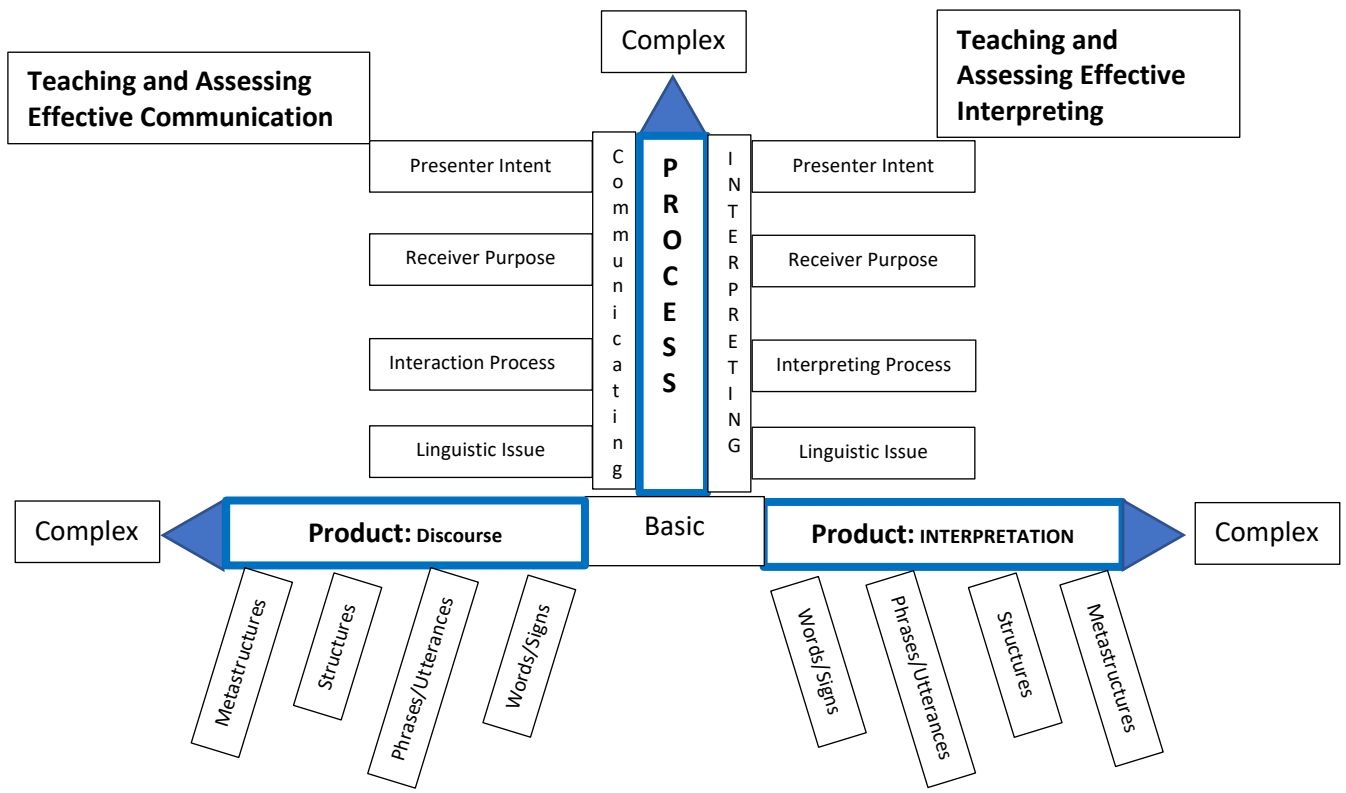 Complex
Teaching and Assessing
Effective Communication
Teaching and
Assessing Effective
Interpreting
Presenter Intent
Receiver Purpose
Interaction Process
Linguistic Issue
Communicating
PROCESS
INTERPRETING
Presenter Intent
Receiver Purpose
Interpreting Process
Linguistic Issue
Complex
Product: Discourse
Basic
Product: INTERPRETATION
Complex
Metastructures
Structures
Phrases/Utterances
Words/Signs
Words/Signs
Phrases/Utterances
Structures
Metastructures